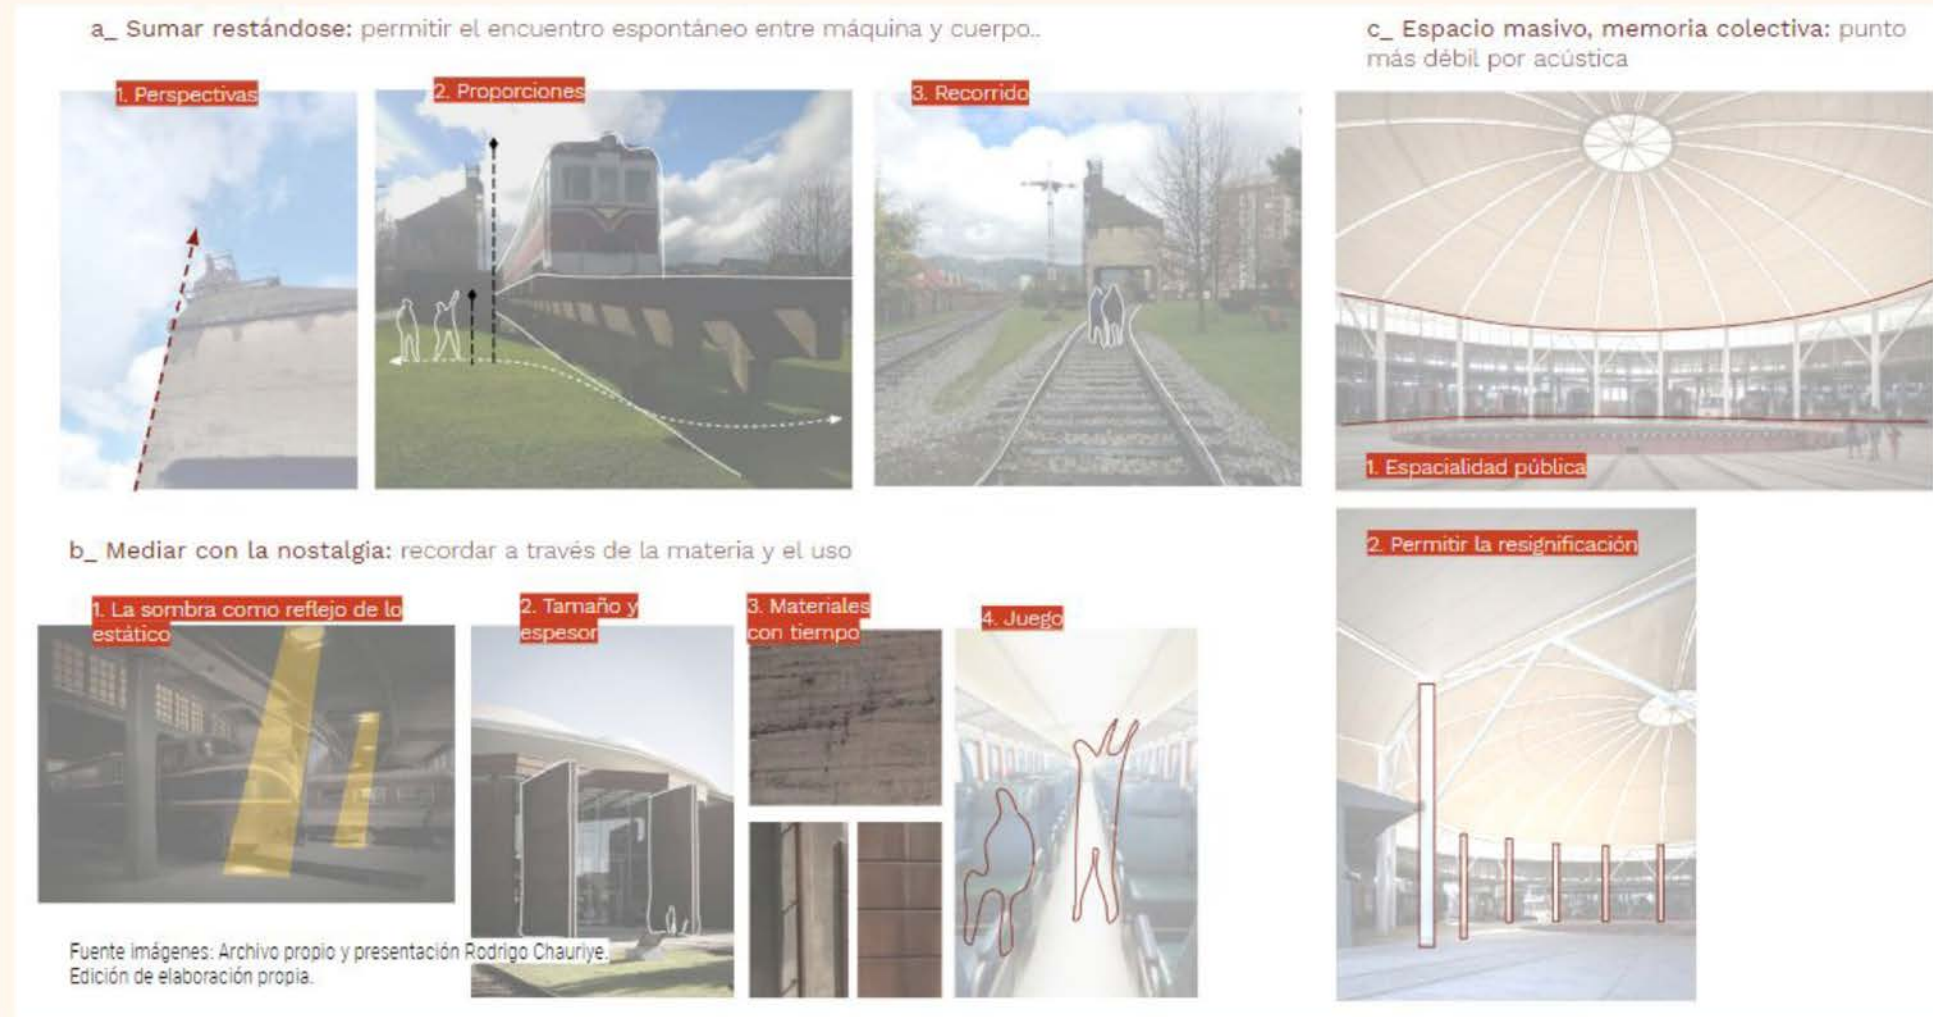 a_ Sumar restándose: permitir el encuentro espontáneo entre máquina y cuerpo..
1. Perspectivas
2. Proporciones
3. Recorrido
b_ Mediar con la nostalgia: recordar a través de la materia y el uso
1. La sombra como reflejo de lo
estático
2. Tamaño y
espesor
3. Materiales
con tiempo
4. Juego
Fuente imágenes: Archivo propio y presentación Rodrigo Chauriye.
Edición de elaboración propia.
c_ Espacio masivo, memoria colectiva: punto
más débil por acústica
1. Espacialidad pública
2. Permitir la resignificación